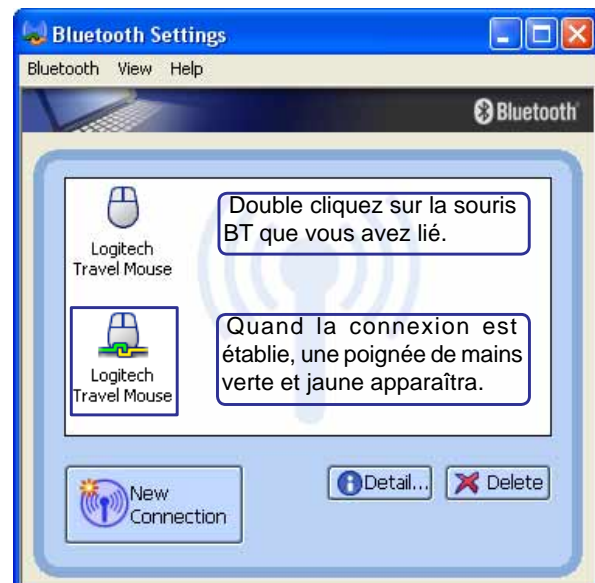 Bluetooth Settings
Bluetooth View Help
Bluetooth
Logitech
Travel Mouse
Double cliquez sur la souris
BT que vous avez lié.
Logitech
Travel Mouse
Quand la connexion est
établie, une poignée de mains
verte et jaune apparaîtra.
New
Connection
Detail...
Delete